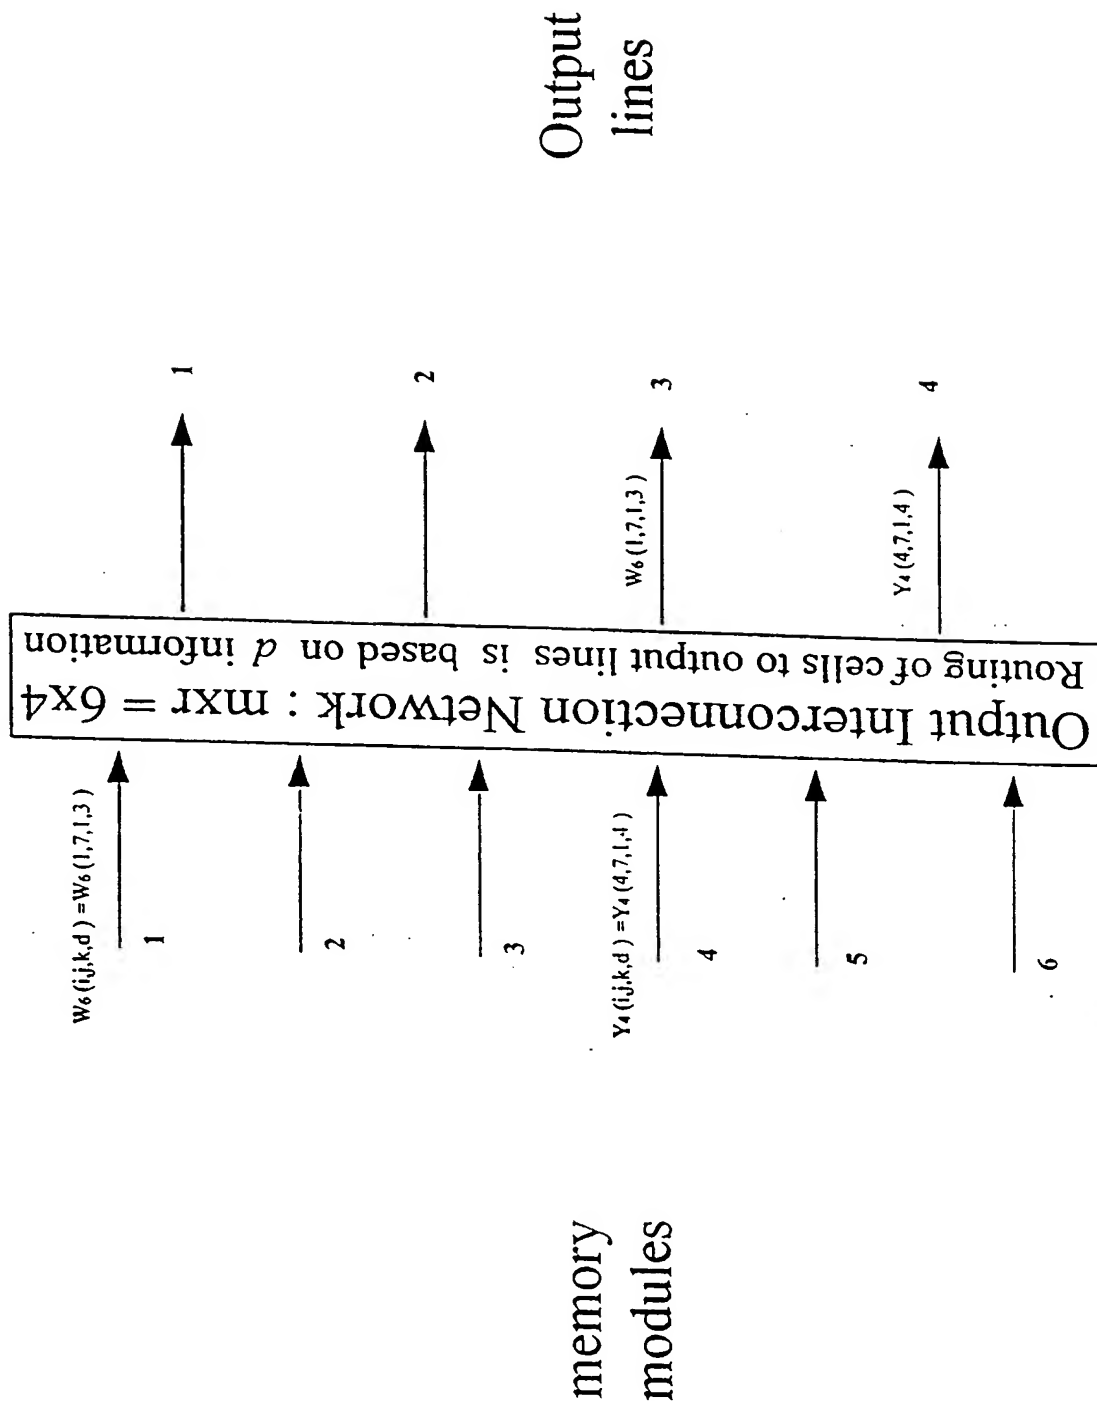 memory
modules
W6(i,j,k,d)=W6(1,7,1,3)
1
2
3
Y4(i,j,k,d)=Y4(4,7,1,4)
4
5
6
Output Interconnection Network : mxr = 6x4
Routing of cells to output lines is based on d information
1
2
W6(1,7,1,3)
3
Y4(4,7,1,4)
4
Output
lines